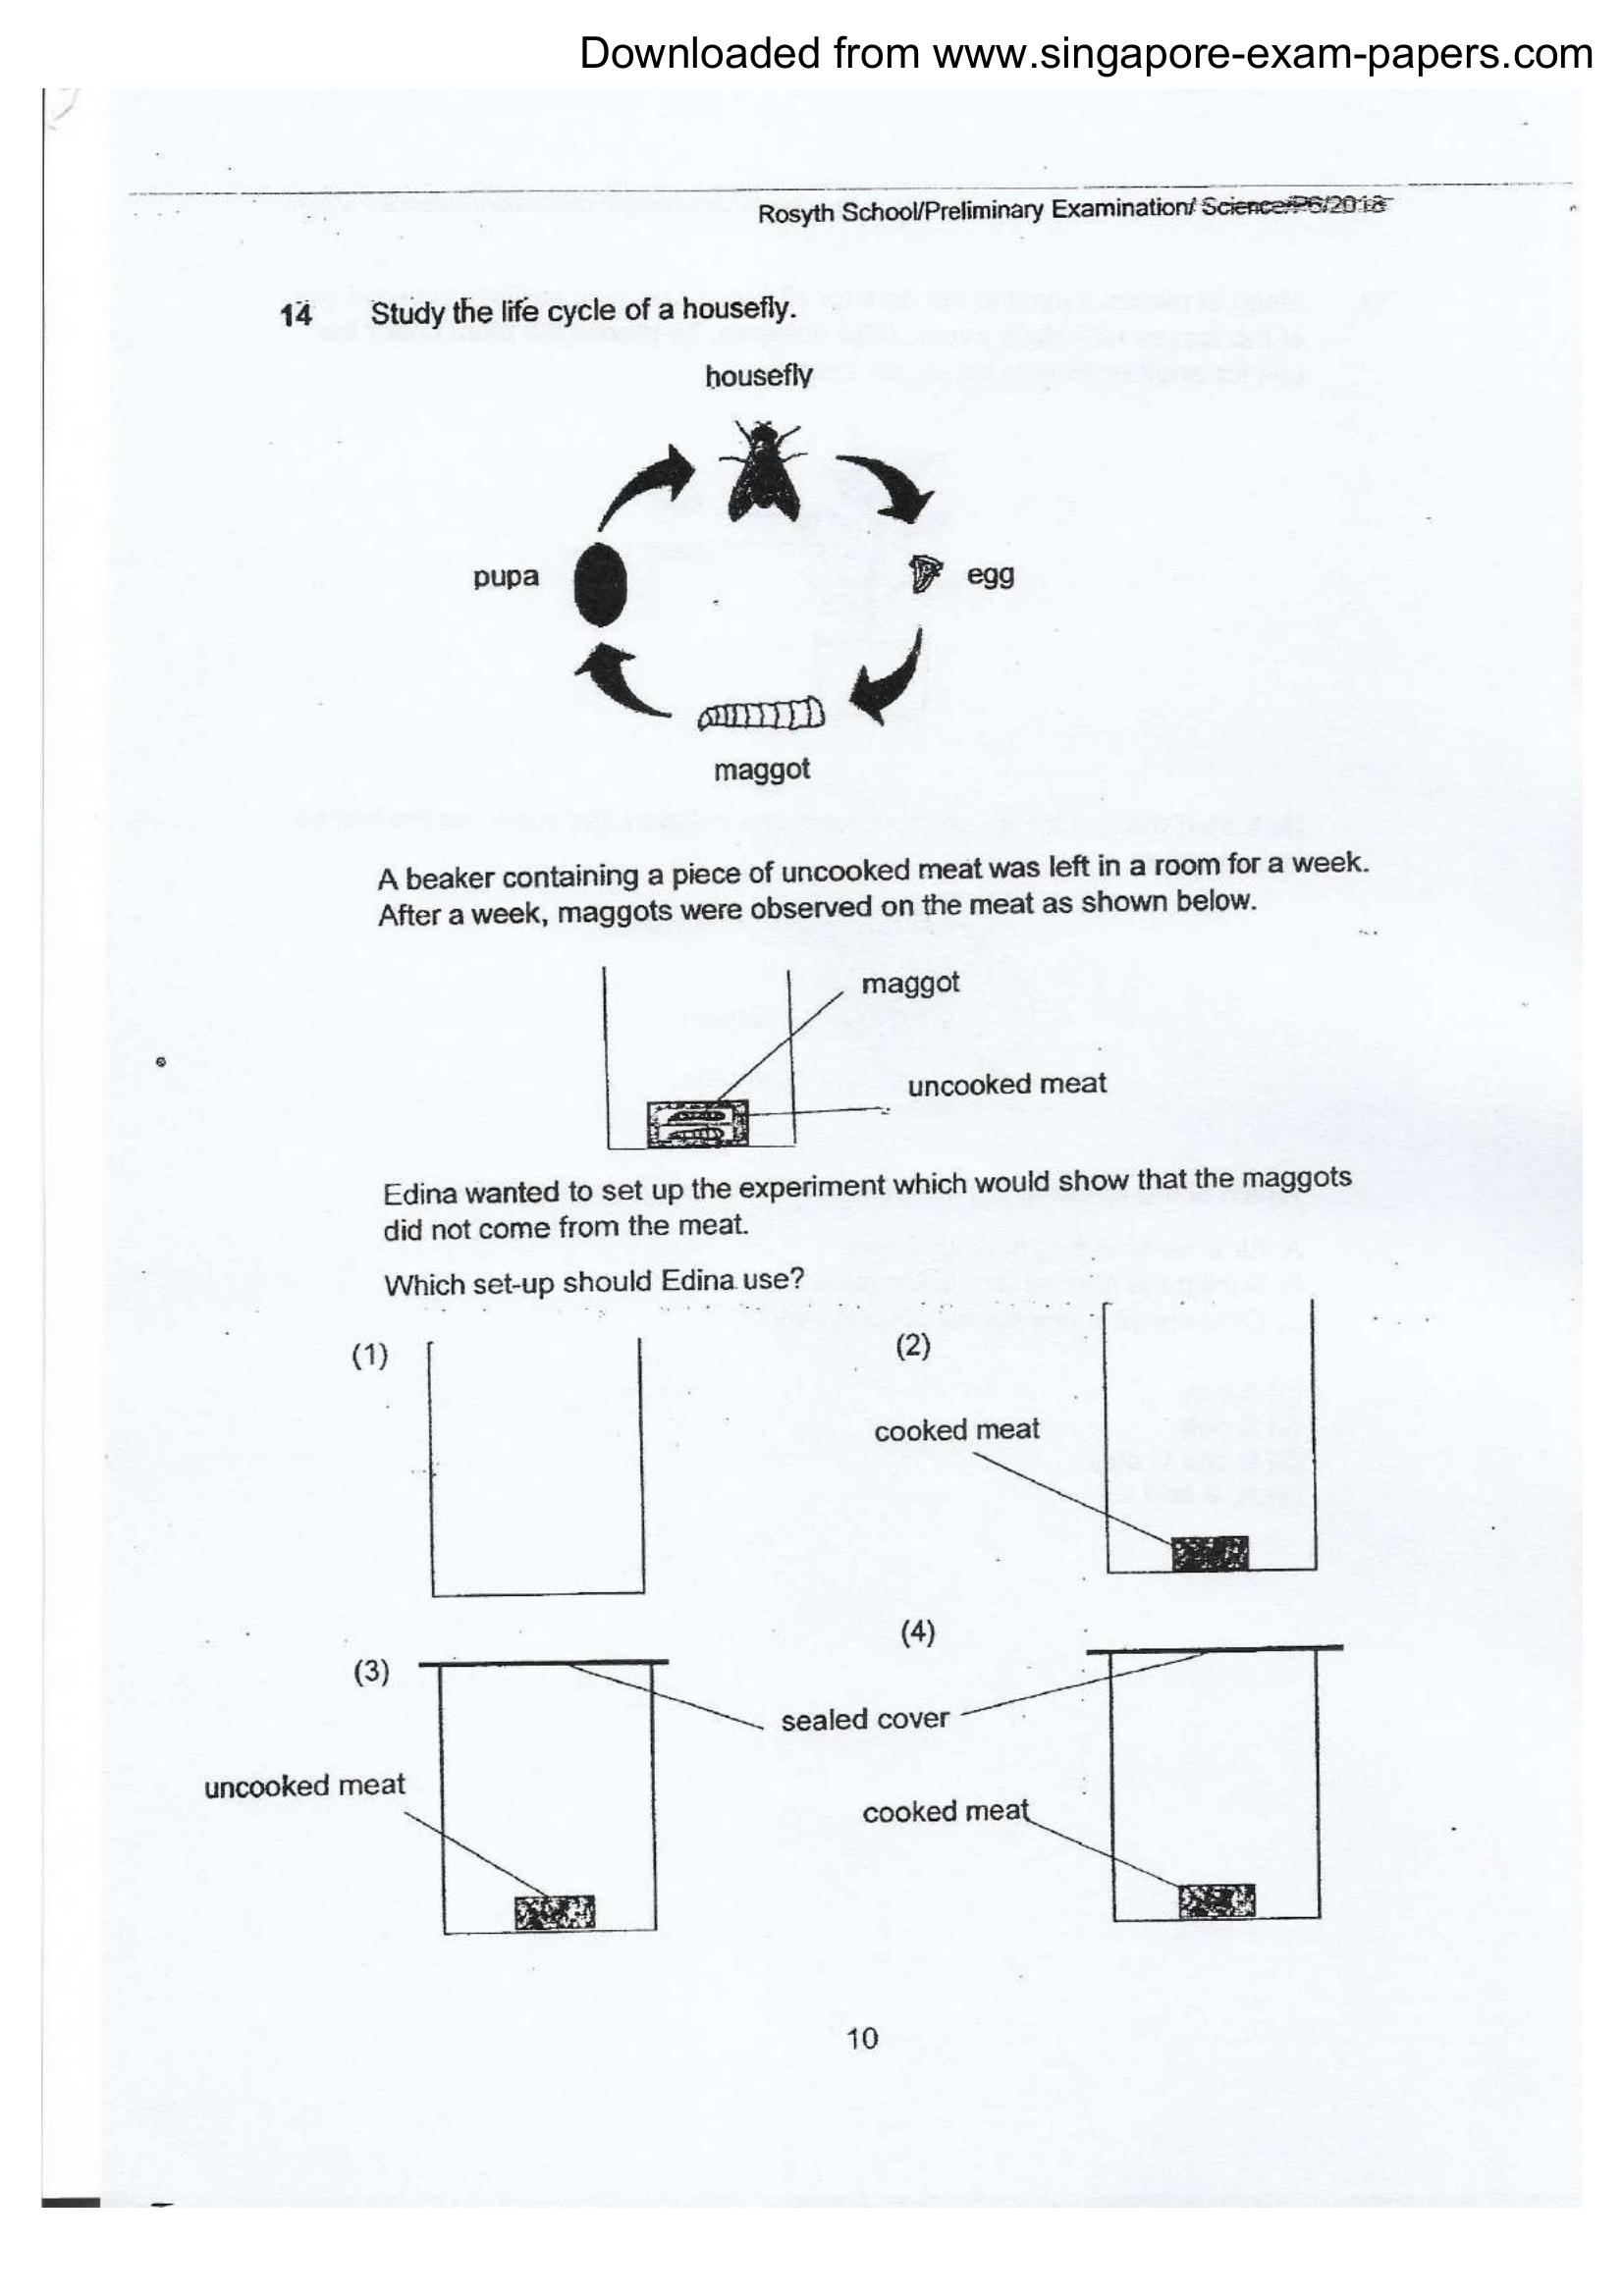 Downloaded from www.singapore-exam-papers.com
Rosyth School/Preliminary Examination/ Science/P6/2018
14 Study the life cycle of a housefly.
housefly
pupa
egg
maggot
A beaker containing a piece of uncooked meat was left in a room for a week.
After a week, maggots were observed on the meat as shown below.
maggot
uncooked meat
Edina wanted to set up the experiment which would show that the maggots
did not come from the meat.
Which set-up should Edina use?
(1)
(2)
cooked meat
(3)
(4)
sealed cover
uncooked meat
cooked meat
10